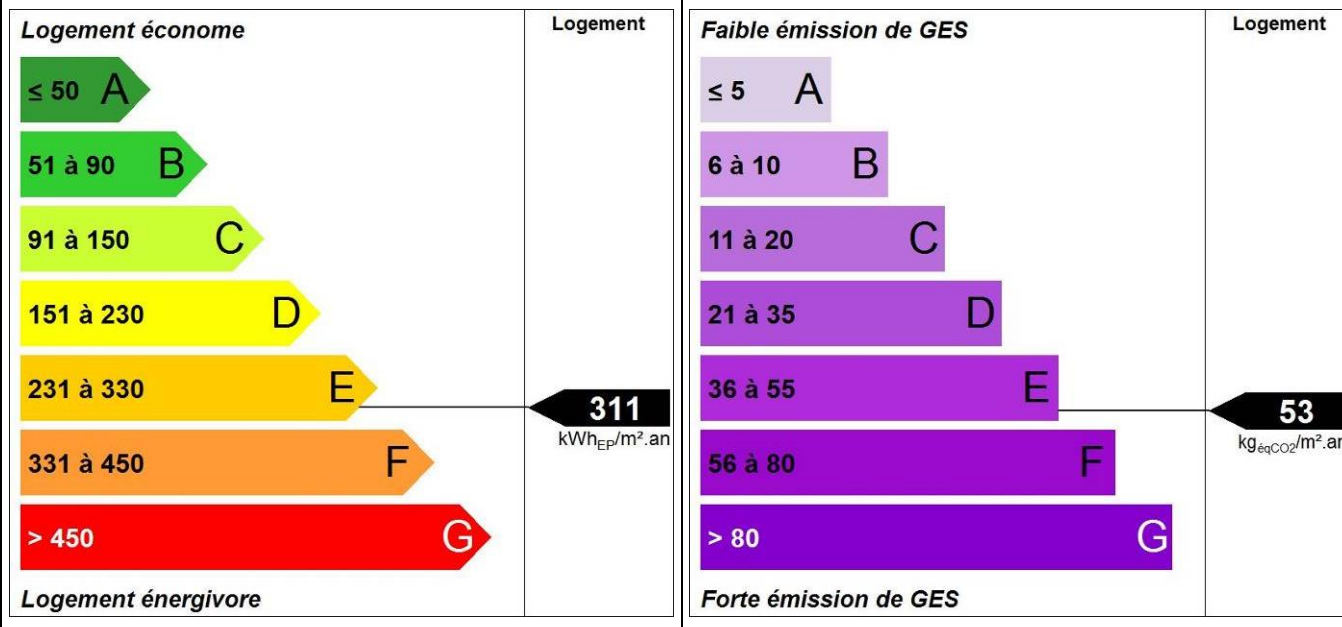 Logement économe
Logement
≤ 50 A
51 à 90 B
91 à 150 C
151 à 230 D
231 à 330 E
331 à 450 F
> 450 G
311
kWhEP/m².an
Logement énergivore
Faible émission de GES
Logement
≤ 5 A
6 à 10 B
11 à 20 C
21 à 35 D
36 à 55 E
56 à 80 F
> 80 G
53
kgéqCO2/m².an
Forte émission de GES